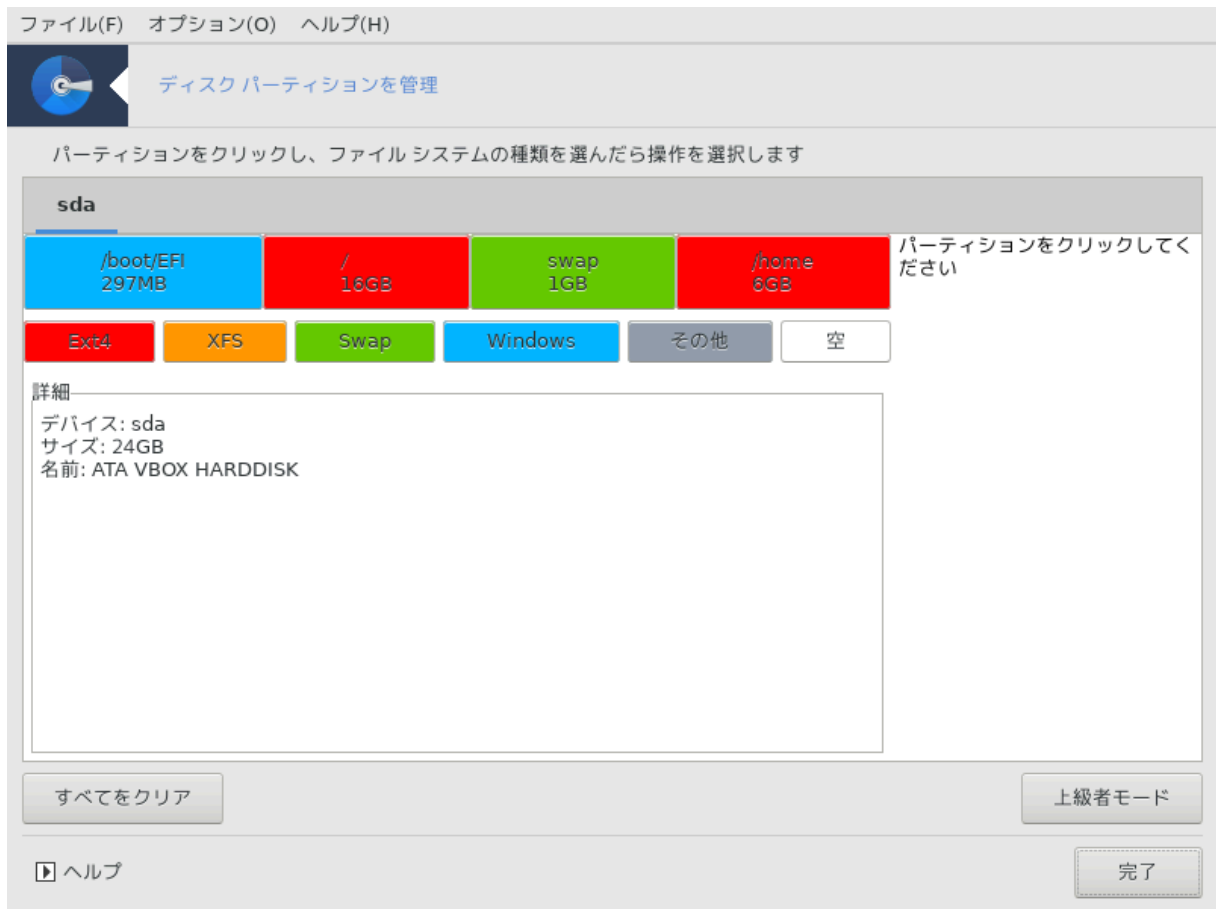 ファイル(F) オプション(O) ヘルプ(H)
ディスク パーティションを管理
パーティションをクリックし、ファイル システムの種類を選んだら操作を選択します
sda
/boot/EFI
297MB
/
16GB
swap
1GB
/home
6GB
パーティションをクリックしてく
ださい
Ext4 XFS Swap Windows その他 空
詳細
デバイス: sda
サイズ: 24GB
名前: ATA VBOX HARDDISK
すべてをクリア 上級者モード
ヘルプ 完了